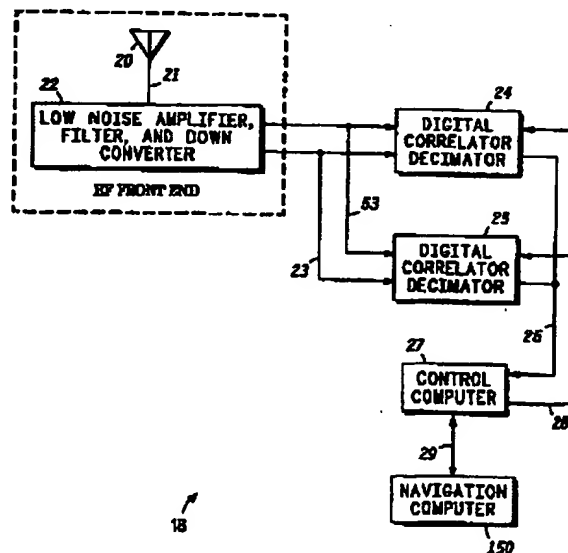 20
21
22
LOW NOISE AMPLIFIER,
FILTER, AND DOWN
CONVERTER
RF FRONT END
24
DIGITAL
CORRELATOR
DECIMATOR
53
23
25
DIGITAL
CORRELATOR
DECIMATOR
26
27
CONTROL
COMPUTER
28
29
NAVIGATION
COMPUTER
150
18